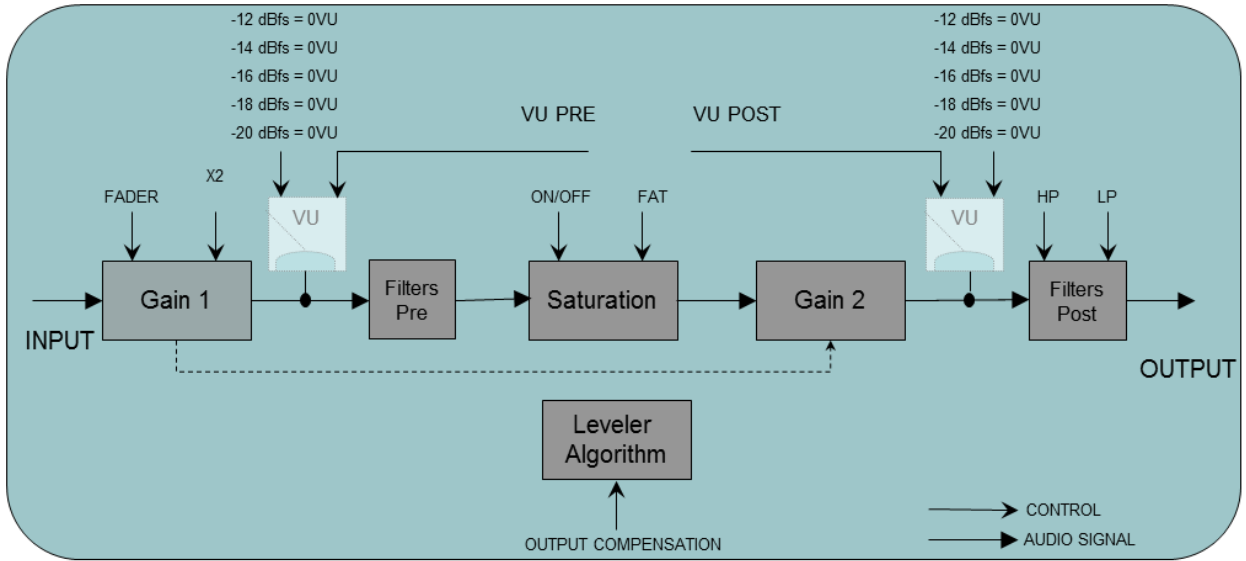 -12 dBfs = 0VU
-14 dBfs = 0VU
-16 dBfs = 0VU
-18 dBfs = 0VU
-20 dBfs = 0VU
-12 dBfs = 0VU
-14 dBfs = 0VU
-16 dBfs = 0VU
-18 dBfs = 0VU
-20 dBfs = 0VU
VU PRE
VU POST
FADER
X2
VU
ON/OFF
FAT
VU
HP
LP
INPUT
Gain 1
Filters
Pre
Saturation
Gain 2
Filters
Post
OUTPUT
Leveler
Algorithm
OUTPUT COMPENSATION
CONTROL
AUDIO SIGNAL